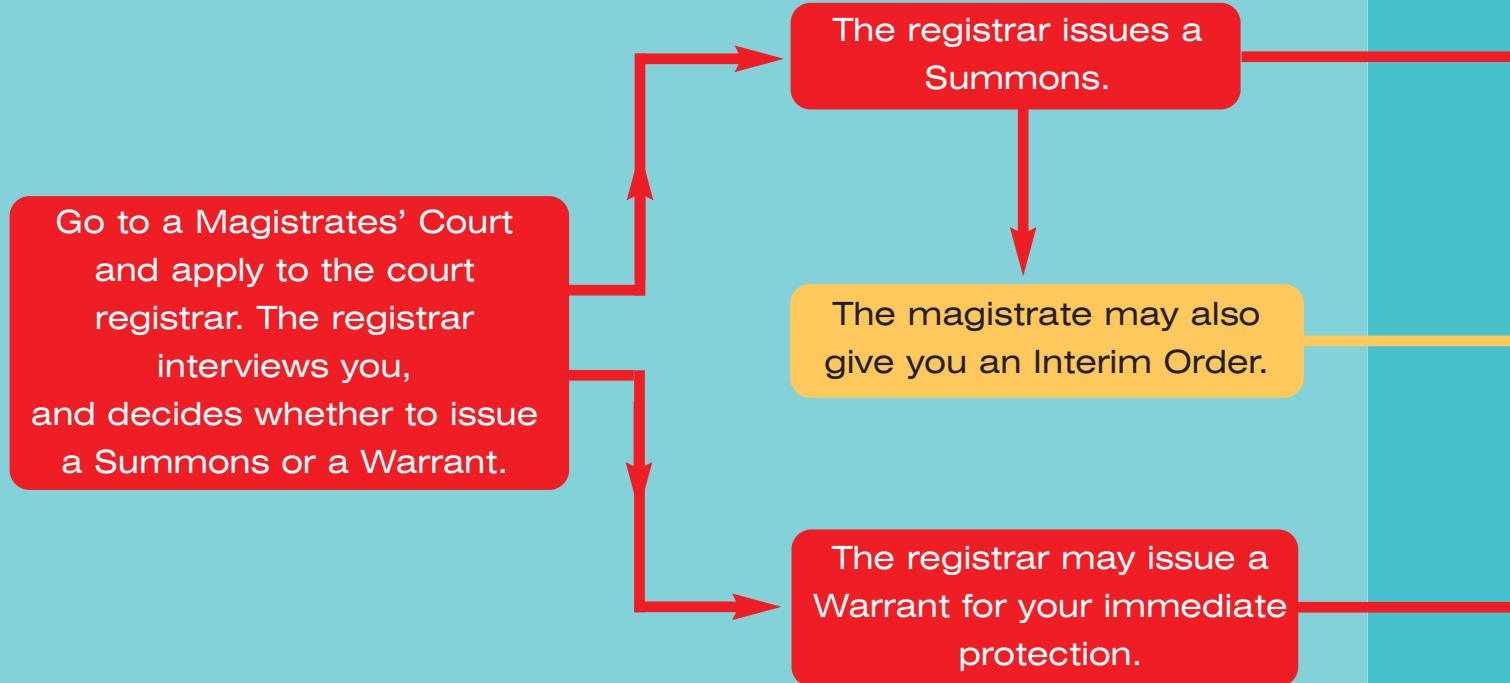 The registrar issues a
Summons.
Go to a Magistrates’ Court
and apply to the court
registrar. The registrar
interviews you,
and decides whether to issue
a Summons or a Warrant.
The magistrate may also
give you an Interim Order.
The registrar may issue a
Warrant for your immediate
protection.